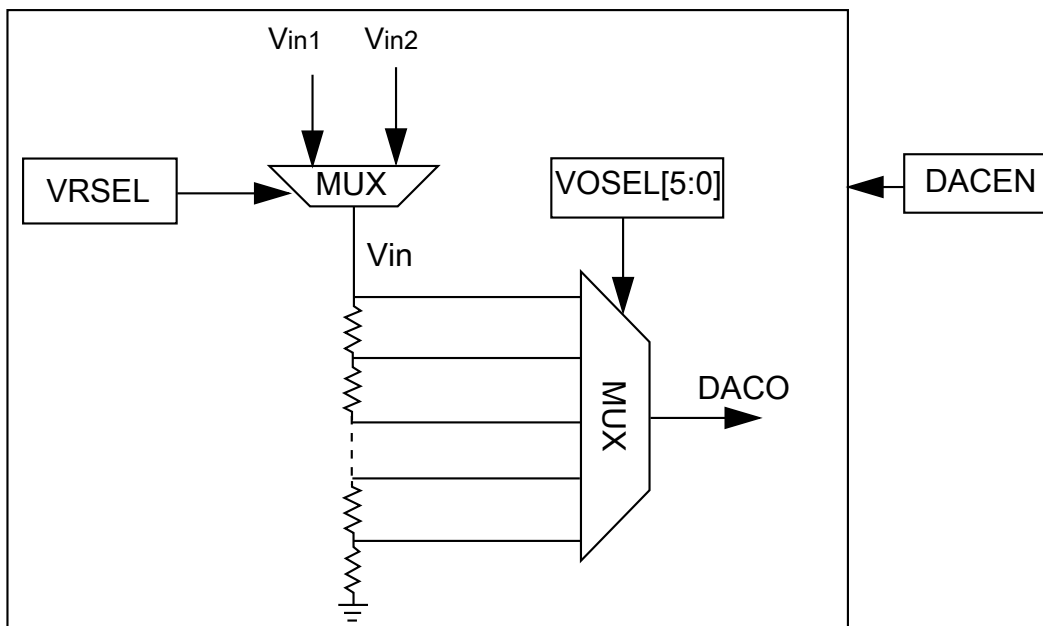 Vin1 Vin2
VRSEL
MUX
VOSEL[5:0]
DACEN
Vin
MUX
DACO